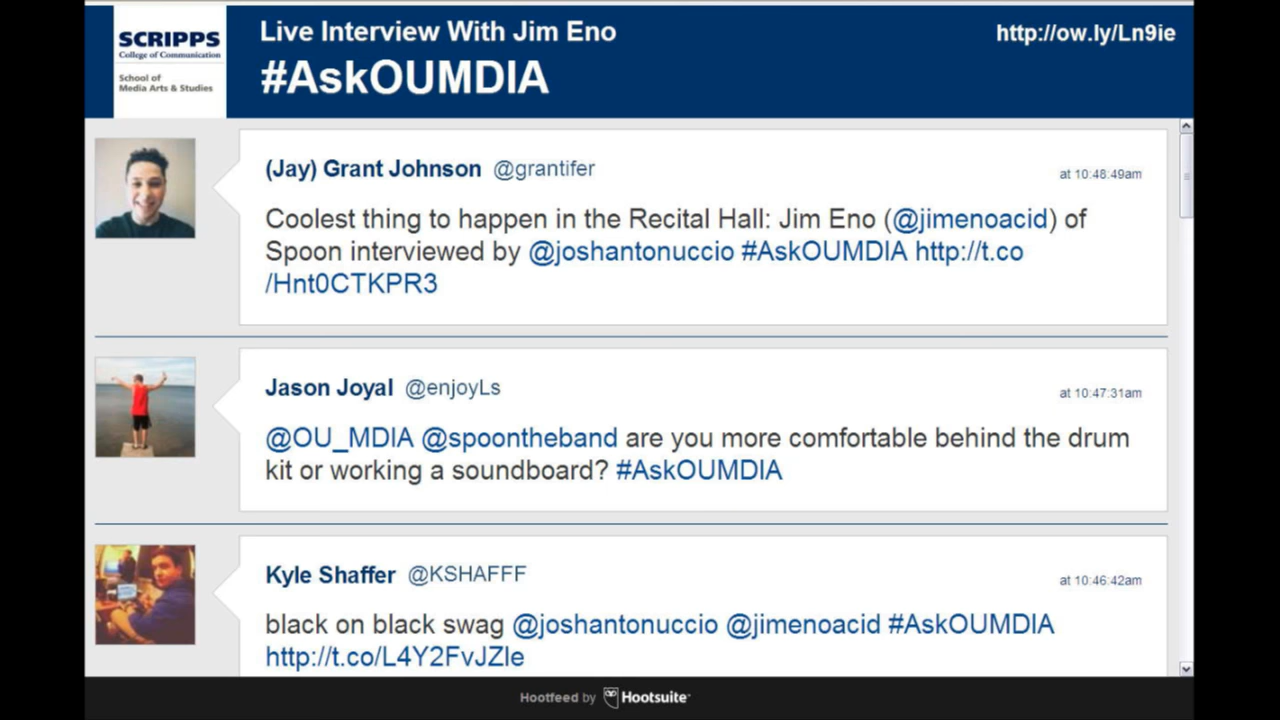 SCRIPPS
College of Communication
School of
Media Arts & Studies
Live Interview With Jim Eno
#AskOUMDIA
http://ow.ly/Ln9ie
(Jay) Grant Johnson @grantifer
at 10:48:49am
Coolest thing to happen in the Recital Hall: Jim Eno (@jimenoacid) of
Spoon interviewed by @joshantonuccio #AskOUMDIA http://t.co
/Hnt0CTKPR3
Jason Joyal @enjoyLs
at 10:47:31am
@OU_MDIA @spoontheband are you more comfortable behind the drum
kit or working a soundboard? #AskOUMDIA
Kyle Shaffer @KSHAFFF
at 10:46:42am
black on black swag @joshantonuccio @jimenoacid #AskOUMDIA
http://t.co/L4Y2FvJZle
Hootfeed by Hootsuite